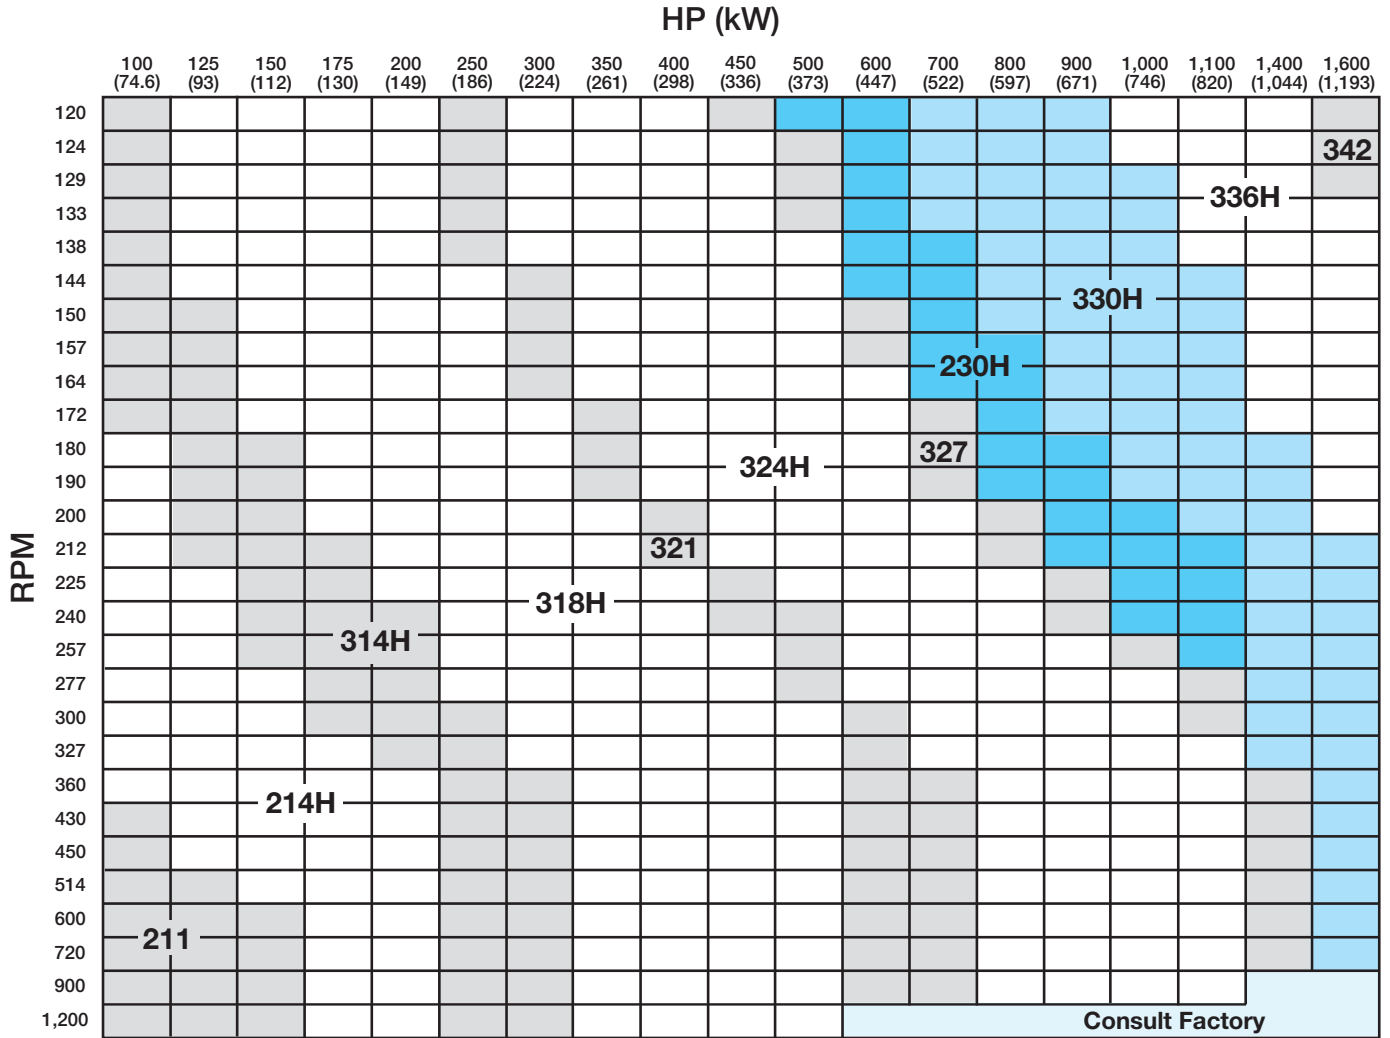 HP (kW)
100 125 150 175 200 250 300 350 400 450 500 600 700 800 900 1,000 1,100 1,400 1,600
(74.6) (93) (112) (130) (149) (186) (224) (261) (298) (336) (373) (447) (522) (597) (671) (746) (820) (1,044) (1,193)
120
124
342
129
336H
133
138
144
330H
150
157
230H
164
172
180
327
324H
190
200
212
321
225
318H
240
314H
257
277
300
327
360
214H
430
450
514
600
211
720
900
1,200
Consult Factory
RPM